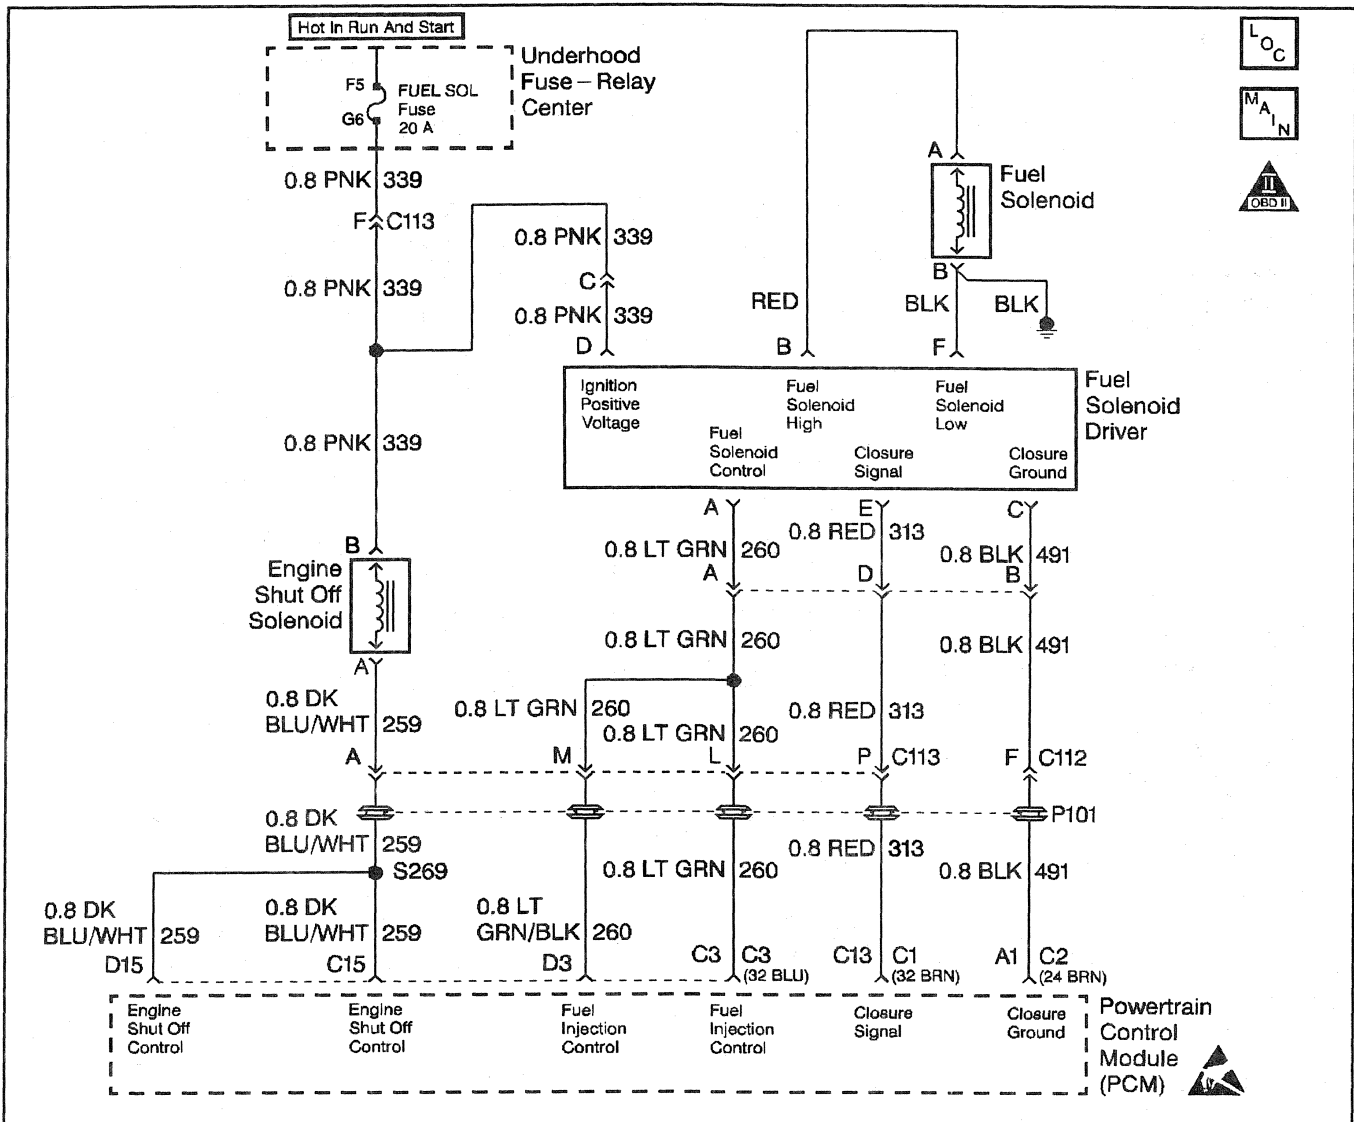 Hot In Run And Start
Underhood
Fuse – Relay
Center
F5
FUEL SOL
Fuse
20 A
G6
L O C
M A I N
II
OBD II
0.8 PNK 339
F C113
0.8 PNK 339
0.8 PNK 339
C
0.8 PNK 339
D
A
Fuel
Solenoid
B
RED
BLK
BLK
B
F
Ignition
Positive
Voltage
Fuel
Solenoid
High
Fuel
Solenoid
Low
Fuel
Solenoid
Control
Closure
Signal
Closure
Ground
Fuel
Solenoid
Driver
0.8 PNK 339
B
Engine
Shut Off
Solenoid
A
A
E
C
0.8 LT GRN 260
0.8 RED 313
0.8 BLK 491
A
D
B
0.8 LT GRN 260
0.8 BLK 491
0.8 DK
BLU/WHT 259
0.8 LT GRN 260
0.8 LT GRN 260
0.8 RED 313
A
M
L
P C113
F C112
P101
0.8 DK
BLU/WHT 259
S269
0.8 LT GRN 260
0.8 RED 313
0.8 BLK 491
0.8 DK
BLU/WHT 259
0.8 DK
BLU/WHT 259
0.8 LT
GRN/BLK 260
D15
C15
D3
C3 C3
(32 BLU)
C13 C1
(32 BRN)
A1 C2
(24 BRN)
Engine
Shut Off
Control
Engine
Shut Off
Control
Fuel
Injection
Control
Fuel
Injection
Control
Closure
Signal
Closure
Ground
Powertrain
Control
Module
(PCM)